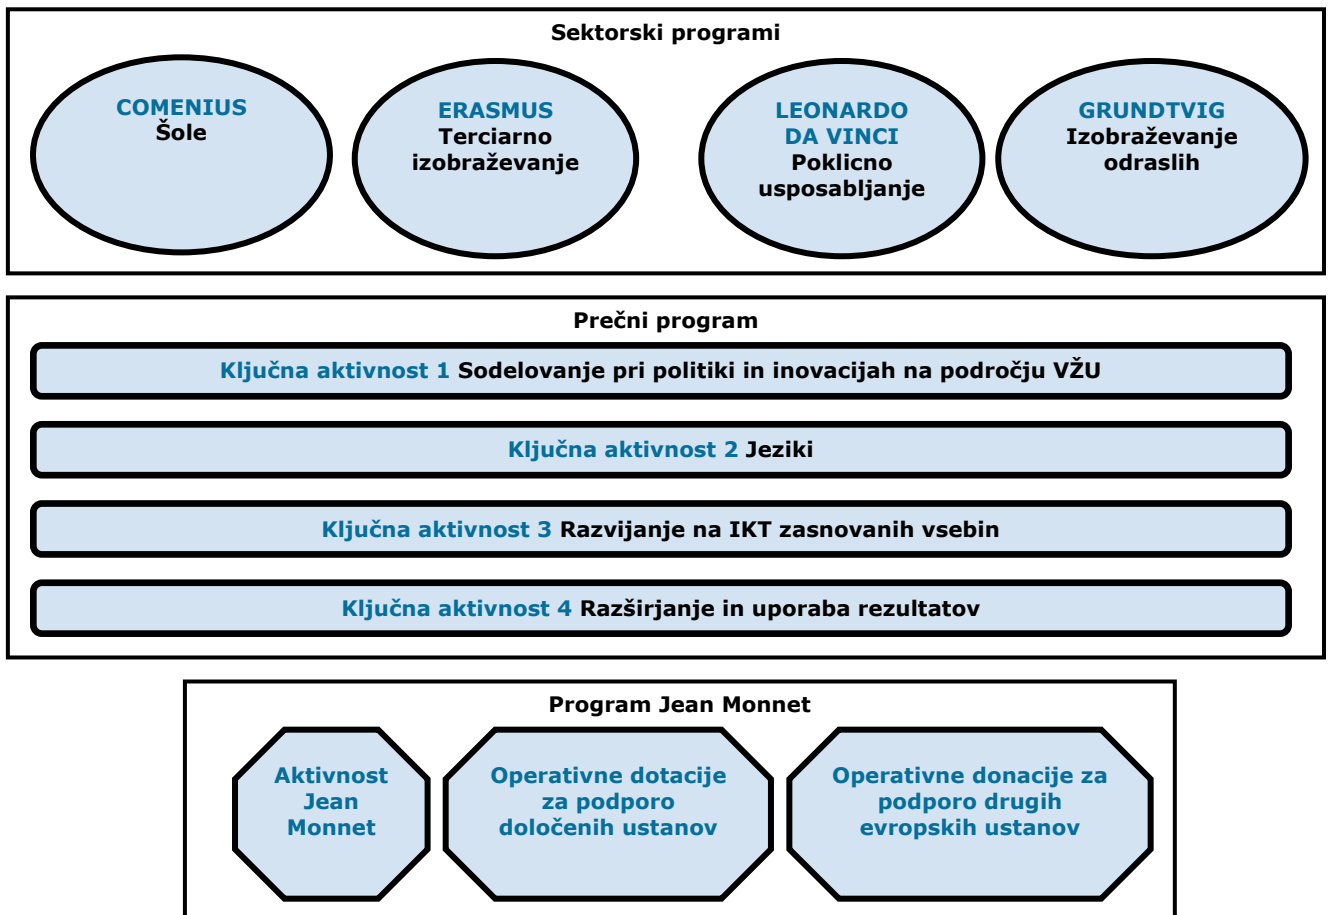 Sektorski programi
COMENIUS
Šole
ERASMUS
Terciarno
izobraževanje
LEONARDO
DA VINCI
Poklicno
usposabljanje
GRUNDTVIG
Izobraževanje
odraslih
Prečni program
Ključna aktivnost 1 Sodelovanje pri politiki in inovacijah na področju VŽU
Ključna aktivnost 2 Jeziki
Ključna aktivnost 3 Razvijanje na IKT zasnovanih vsebin
Ključna aktivnost 4 Razširjanje in uporaba rezultatov
Program Jean Monnet
Aktivnost
Jean
Monnet
Operativne dotacije
za podporo
določenih ustanov
Operativne donacije za
podporo drugih
evropskih ustanov